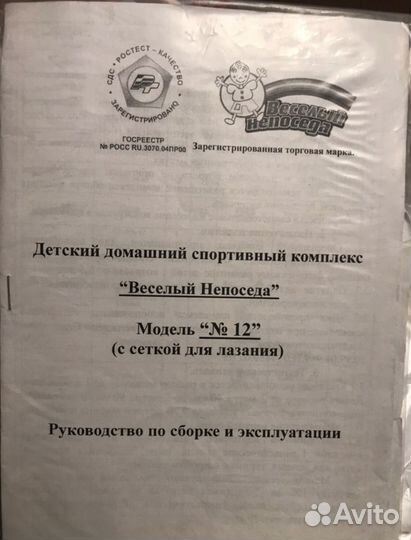 СДС • РОСТЕСТ – КАЧЕСТВО
ЗАРЕГИСТРИРОВАНО
ГОСРЕЕСТР
№ РОСС RU.3070.04ПР00
Веселый
Непоседа
Зарегистрированная торговая марка.
Детский домашний спортивный комплекс
“Веселый Непоседа”
Модель “№ 12”
(с сеткой для лазания)
Руководство по сборке и эксплуатации
Avito